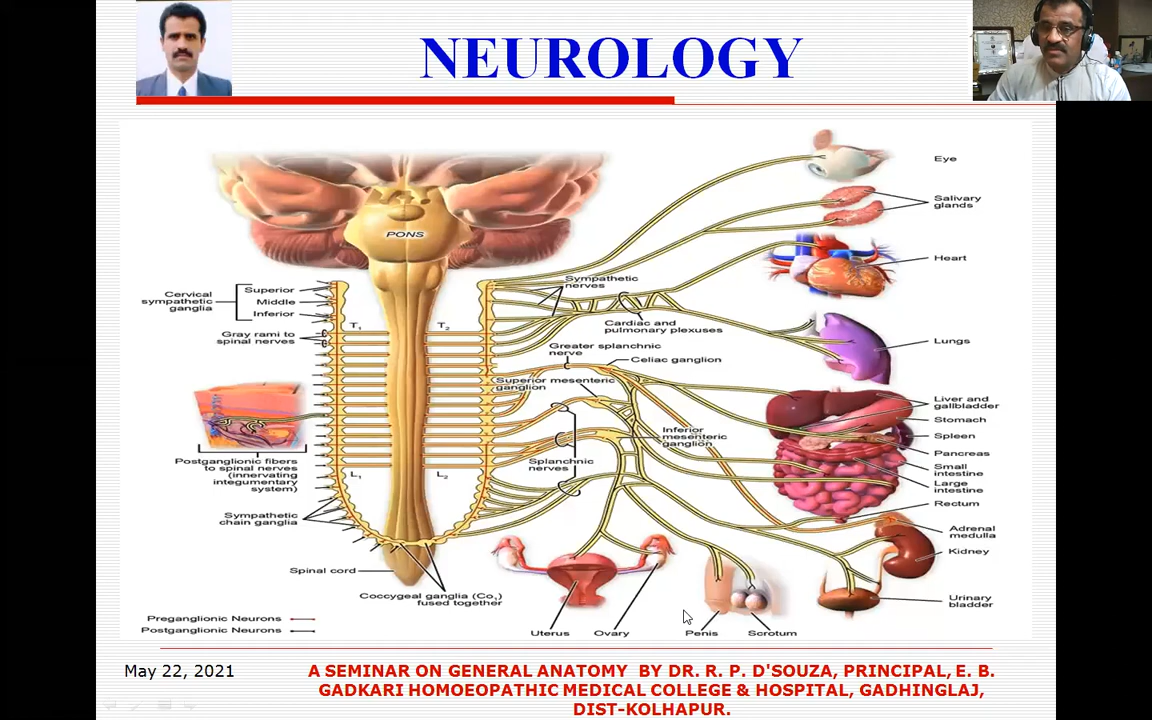 NEUROLOGY
PONS
Eye
Salivary
glands
Heart
Lungs
Liver and
gallbladder
Stomach
Spleen
Pancreas
Small
intestine
Large
intestine
Rectum
Adrenal
medulla
Kidney
Urinary
bladder
Sympathetic
nerves
Cardiac and
pulmonary plexuses
Greater splanchnic
nerve
Celiac ganglion
Superior mesenteric
ganglion
Inferior
mesenteric
ganglion
Splanchnic
nerves
Cervical
sympathetic
ganglia
Superior
Middle
Inferior
Gray rami to
spinal nerves
T1
T2
Postganglionic fibers
to spinal nerves
(innervating
integumentary
system)
L1
L2
Sympathetic
chain ganglia
Spinal cord
Coccygeal ganglia (Co1)
fused together
Preganglionic Neurons
Postganglionic Neurons
Uterus
Ovary
Penis
Scrotum
May 22, 2021
A SEMINAR ON GENERAL ANATOMY BY DR. R. P. D'SOUZA, PRINCIPAL, E. B.
GADKARI HOMOEOPATHIC MEDICAL COLLEGE & HOSPITAL, GADHINGLAJ,
DIST-KOLHAPUR.